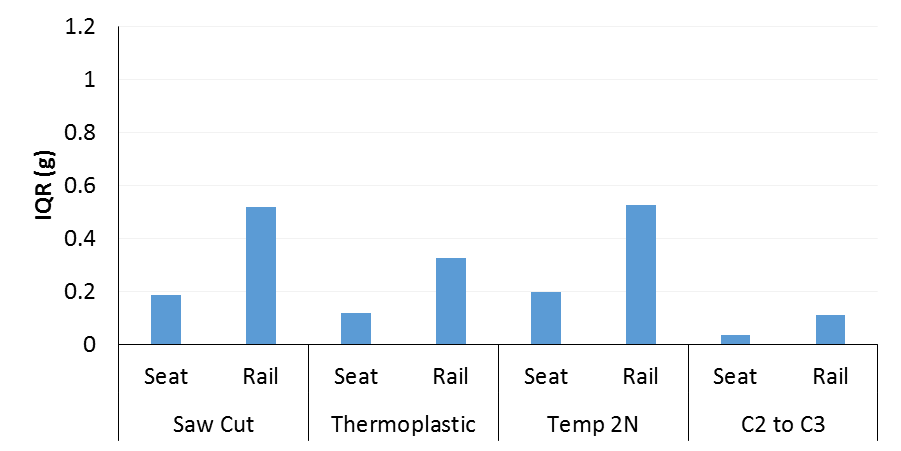 1.2
1
0.8
0.6
0.4
0.2
0
IQR (g)
Seat Rail Seat Rail Seat Rail Seat Rail
Saw Cut Thermoplastic Temp 2N C2 to C3